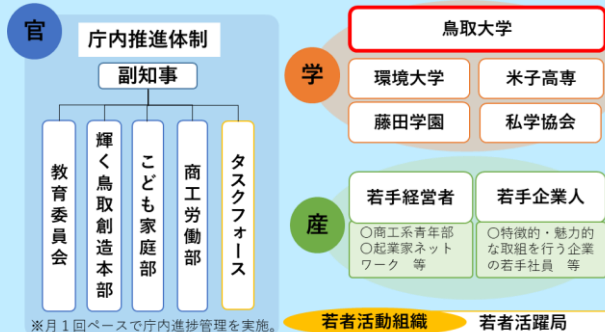 官
庁内推進体制
副知事
教育委員会
輝く鳥取創造本部
こども家庭部
商工労働部
タスクフォース
※月１回ペースで庁内進捗管理を実施。
学
鳥取大学
環境大学
米子高専
藤田学園
私学協会
産
若手経営者
〇商工系青年部
〇起業家ネット
ワーク　等
若手企業人
〇特徴的・魅力的
な取組を行う企業
の若手社員　等
若者活動組織
若者活躍局